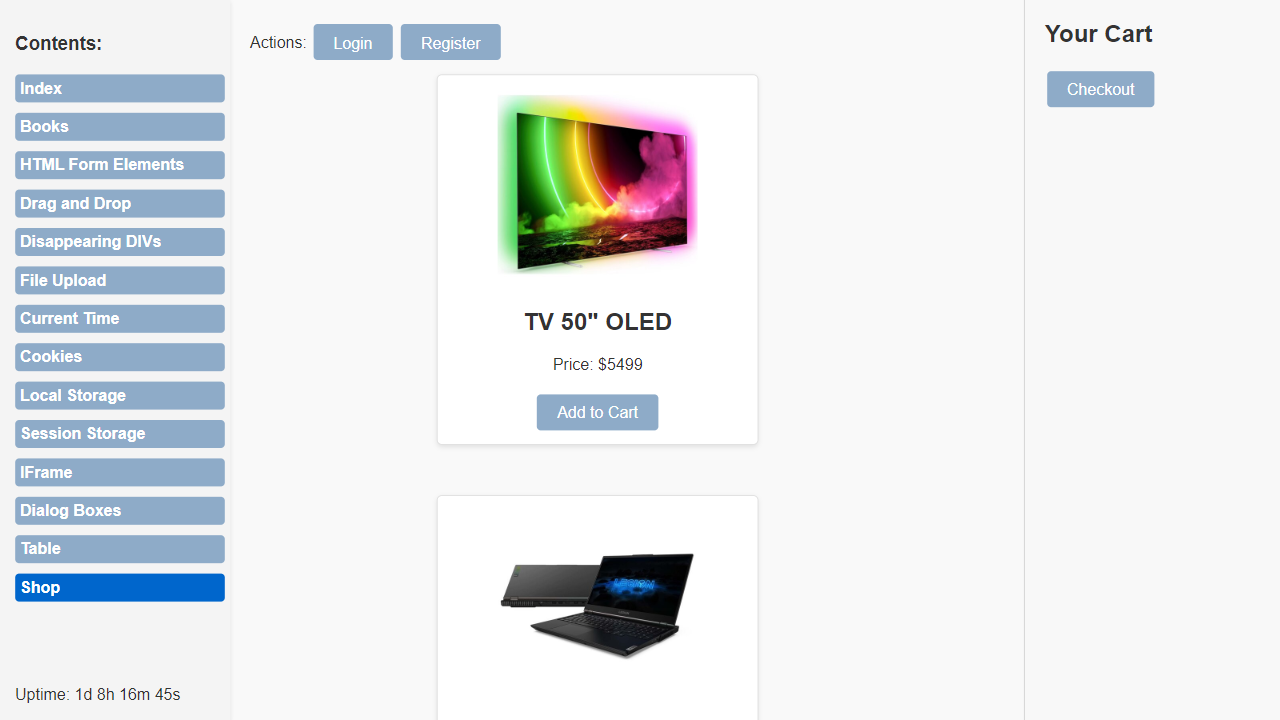 Contents:
Index
Books
HTML Form Elements
Drag and Drop
Disappearing DIVs
File Upload
Current Time
Cookies
Local Storage
Session Storage
IFrame
Dialog Boxes
Table
Shop
Uptime: 1d 8h 16m 45s
Actions: Login Register
TV 50" OLED
Price: $5499
Add to Cart
Your Cart
Checkout